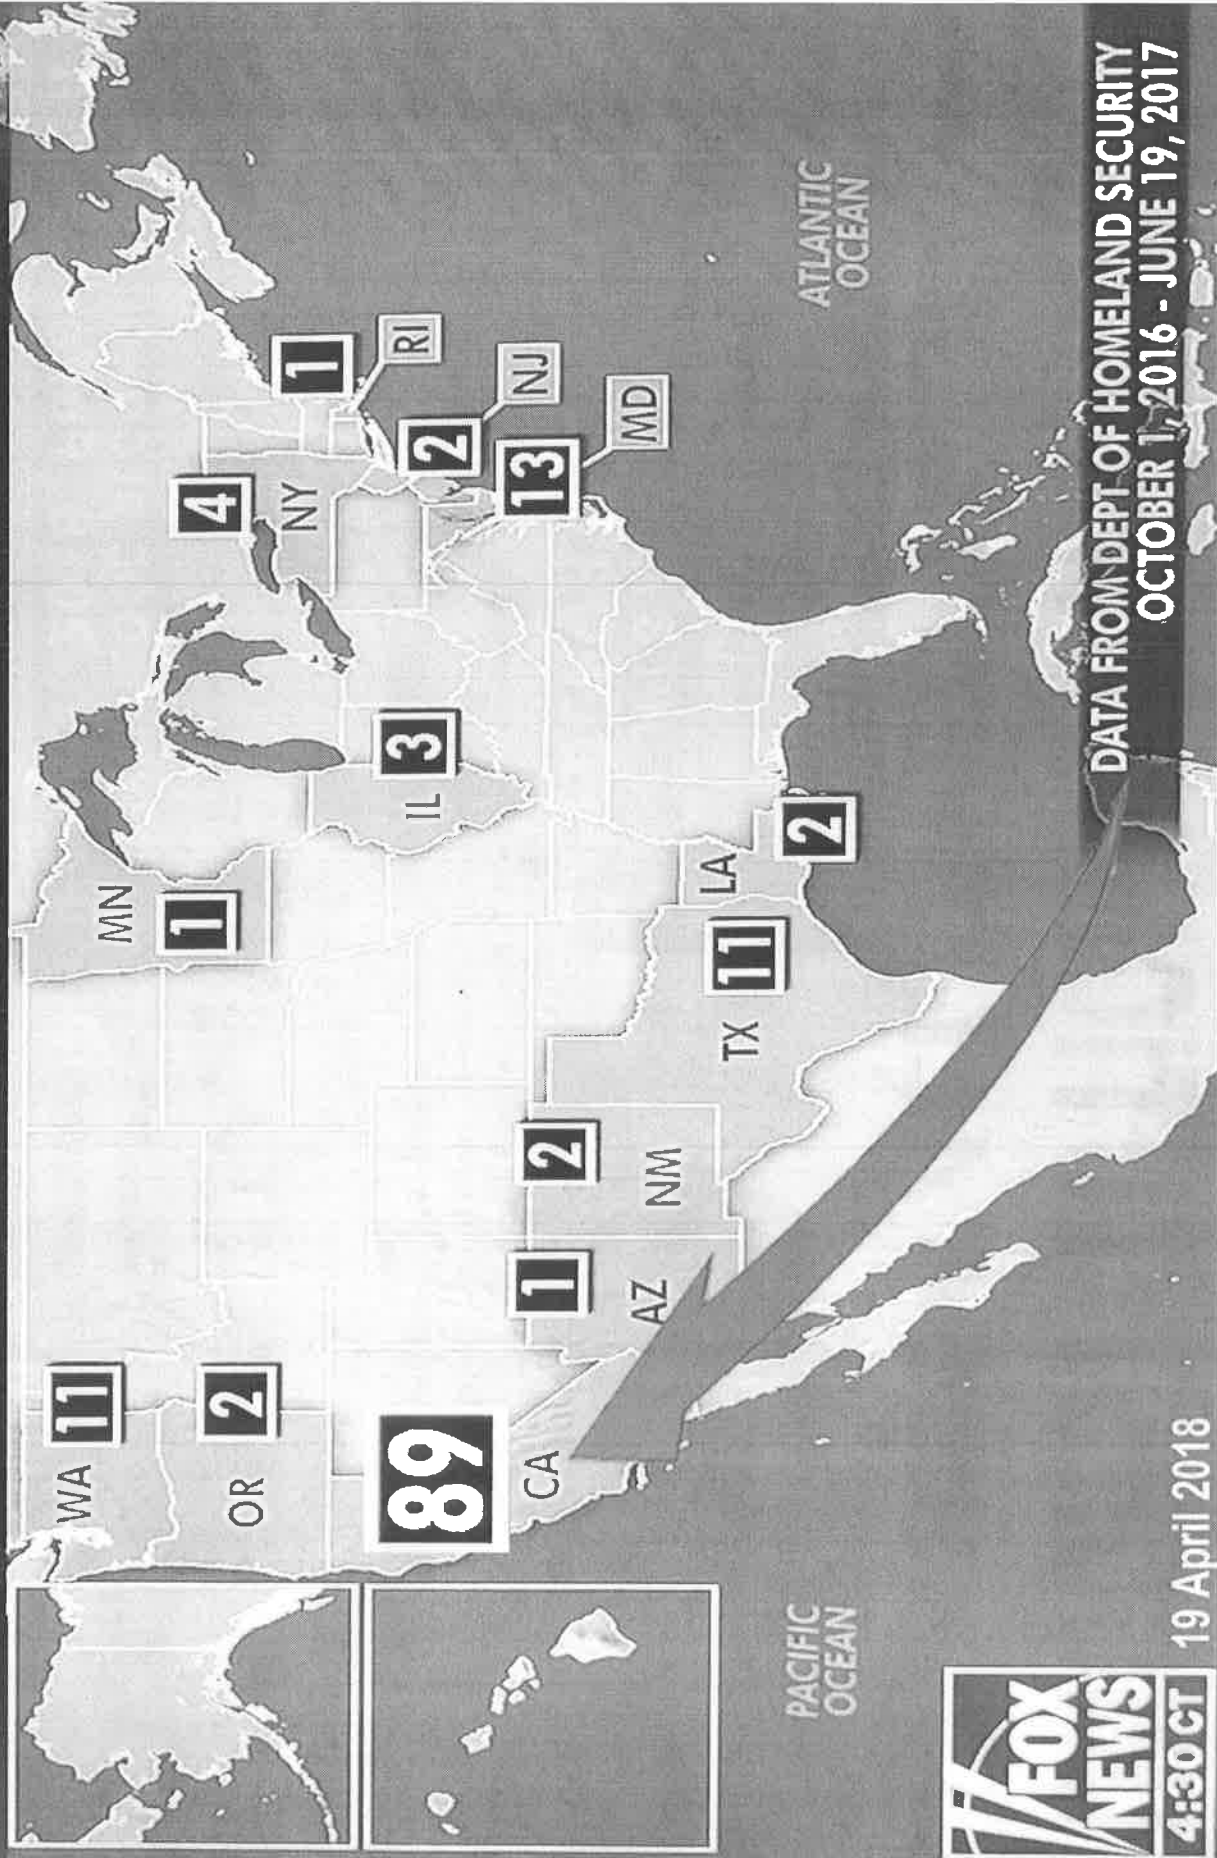 WA
11
OR
2
89
CA
1
AZ
2
NM
TX
11
MN
1
IL
3
LA
2
4
NY
1
RI
2
NJ
13
MD
PACIFIC
OCEAN
ATLANTIC
OCEAN
DATA FROM DEPT OF HOMELAND SECURITY
OCTOBER 1, 2016 - JUNE 19, 2017
FOX
NEWS
4:30 CT
19 April 2018